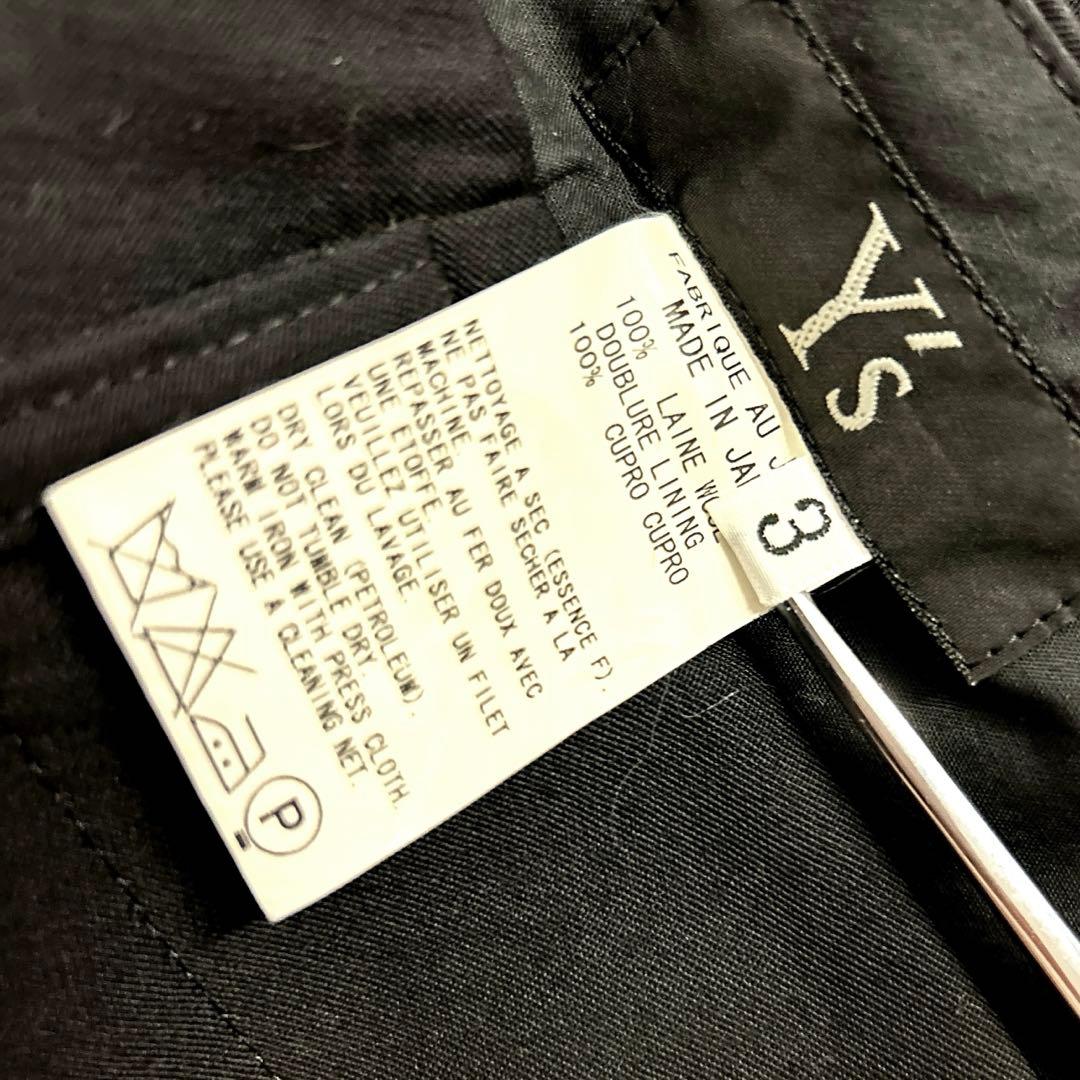 Y's
3
FABRIQUE AU J
MADE IN JA
100% LAINE WOOL
DOUBLURE LINING
100% CUPRO CUPRO
NETTOYAGE A SEC (ESSENCE F).
NE PAS FAIRE SECHER A LA
MACHINE.
REPASSER AU FER DOUX AVEC
UNE ETOFFE.
VEUILLEZ UTILISER UN FILET
LORS DU LAVAGE.
DRY CLEAN (PETROLEUM).
DO NOT TUMBLE DRY.
WARM IRON WITH PRESS CLOTH.
PLEASE USE A CLEANING NET.
P